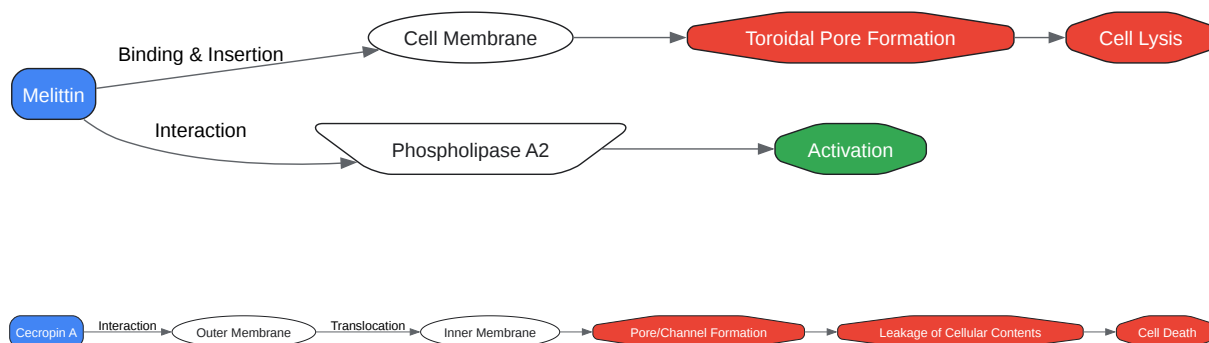 Binding & Insertion
Cell Membrane
Toroidal Pore Formation
Cell Lysis
Melittin
Interaction
Phospholipase A2
Activation
Cecropin A
Interaction
Outer Membrane
Translocation
Inner Membrane
Pore/Channel Formation
Leakage of Cellular Contents
Cell Death